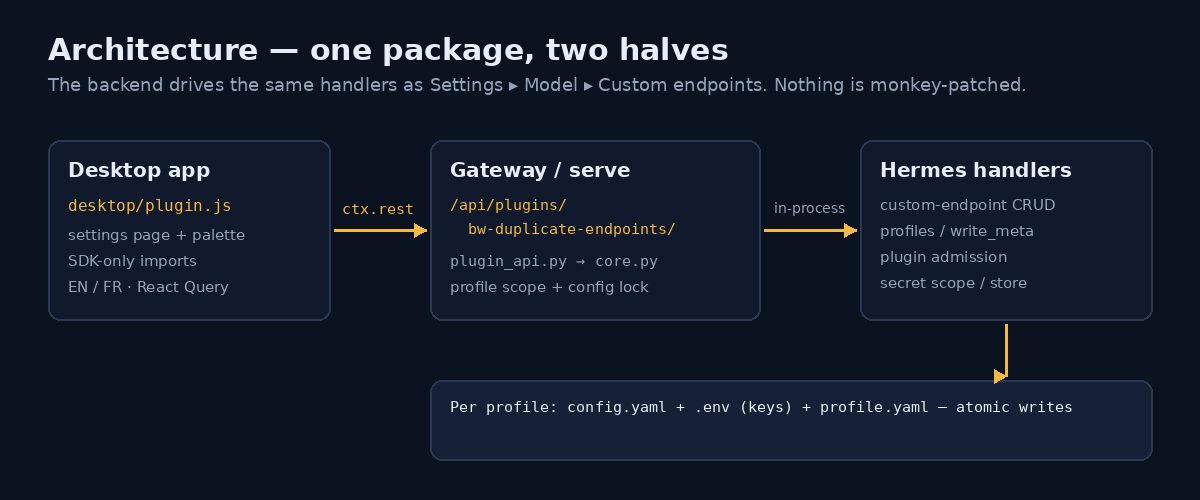 Architecture — one package, two halves
The backend drives the same handlers as Settings ▸ Model ▸ Custom endpoints. Nothing is monkey-patched.
Desktop app
desktop/plugin.js
settings page + palette
SDK-only imports
EN / FR · React Query
ctx.rest
Gateway / serve
/api/plugins/
bw-duplicate-endpoints/
plugin_api.py → core.py
profile scope + config lock
in-process
Hermes handlers
custom-endpoint CRUD
profiles / write_meta
plugin admission
secret scope / store
Per profile: config.yaml + .env (keys) + profile.yaml — atomic writes